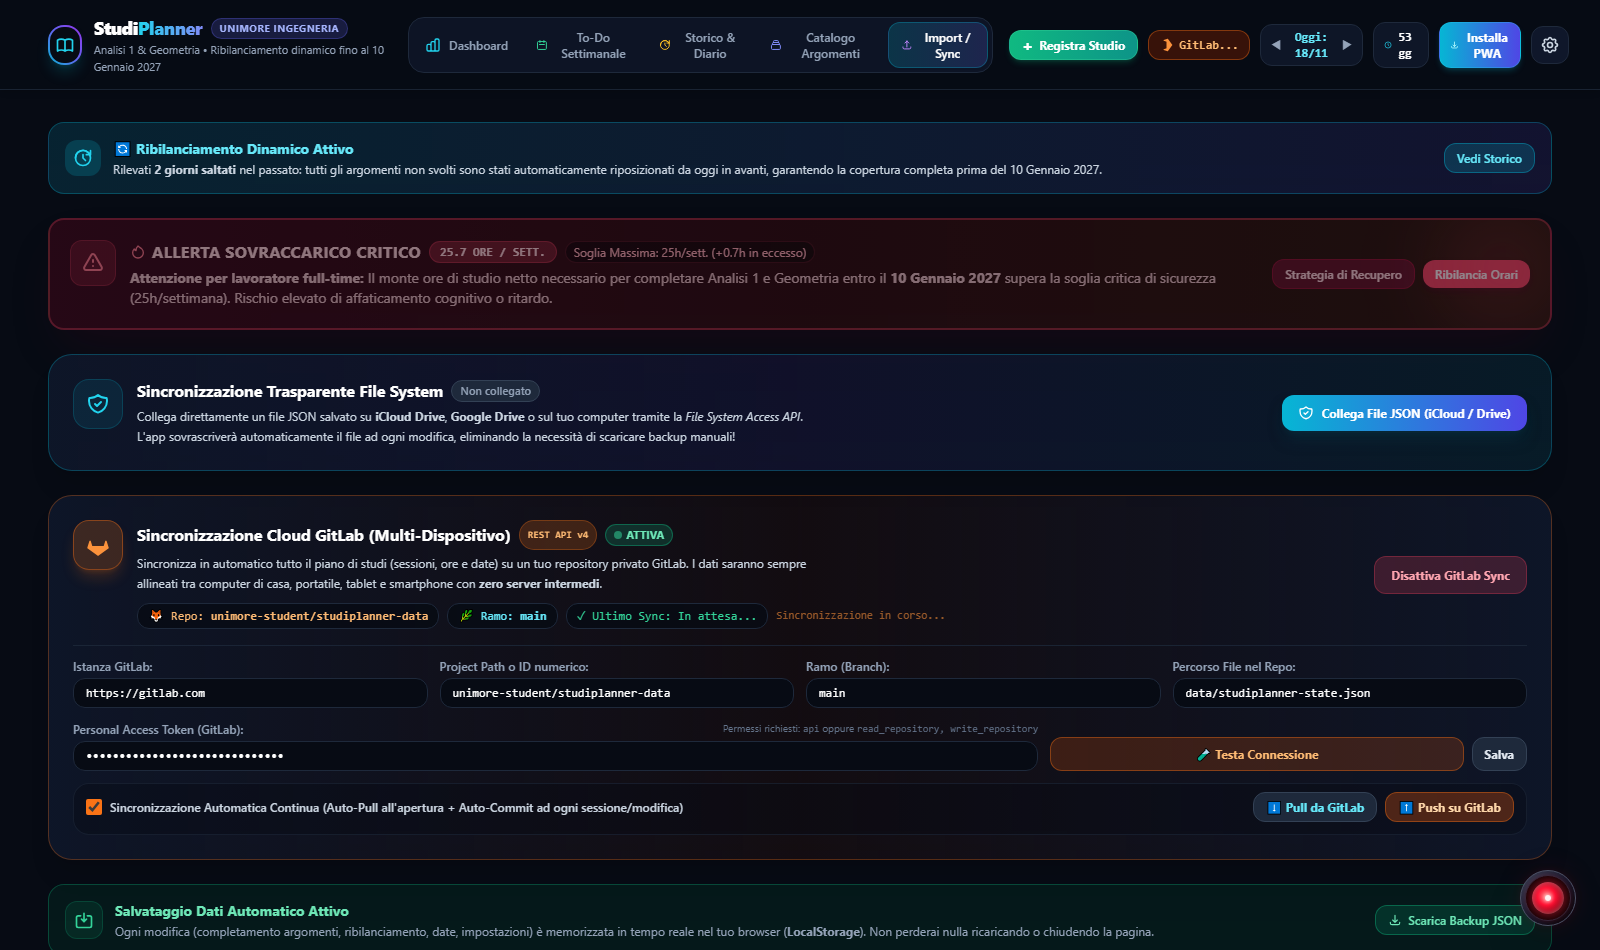 StudiPlanner UNIMORE INGEGNERIA
Analisi 1 & Geometria • Ribilanciamento dinamico fino al 10
Gennaio 2027
Dashboard
To-Do
Settimanale
Storico &
Diario
Catalogo
Argomenti
Import /
Sync
+ Registra Studio
GitLab...
◀ Oggi:
18/11 ▶
53
gg
Installa
PWA
Ribilanciamento Dinamico Attivo
Rilevati 2 giorni saltati nel passato: tutti gli argomenti non svolti sono stati automaticamente riposizionati da oggi in avanti, garantendo la copertura completa prima del 10 Gennaio 2027.
Vedi Storico
ALLERTA SOVRACCARICO CRITICO 25.7 ORE / SETT. Soglia Massima: 25h/sett. (+0.7h in eccesso)
Attenzione per lavoratore full-time: Il monte ore di studio netto necessario per completare Analisi 1 e Geometria entro il 10 Gennaio 2027 supera la soglia critica di sicurezza
(25h/settimana). Rischio elevato di affaticamento cognitivo o ritardo.
Strategia di Recupero
Ribilancia Orari
Sincronizzazione Trasparente File System Non collegato
Collega direttamente un file JSON salvato su iCloud Drive, Google Drive o sul tuo computer tramite la File System Access API.
L'app sovrascriverà automaticamente il file ad ogni modifica, eliminando la necessità di scaricare backup manuali!
Collega File JSON (iCloud / Drive)
Sincronizzazione Cloud GitLab (Multi-Dispositivo) REST API v4 ATTIVA
Sincronizza in automatico tutto il piano di studi (sessioni, ore e date) su un tuo repository privato GitLab. I dati saranno sempre
allineati tra computer di casa, portatile, tablet e smartphone con zero server intermedi.
Disattiva GitLab Sync
Repo: unimore-student/studiplanner-data
Ramo: main
✓ Ultimo Sync: In attesa...
Sincronizzazione in corso...
Istanza GitLab:
https://gitlab.com
Project Path o ID numerico:
unimore-student/studiplanner-data
Ramo (Branch):
main
Percorso File nel Repo:
data/studiplanner-state.json
Personal Access Token (GitLab):
Permessi richiesti: api oppure read_repository, write_repository
••••••••••••••••••••••••••••••
Testa Connessione
Salva
Sincronizzazione Automatica Continua (Auto-Pull all'apertura + Auto-Commit ad ogni sessione/modifica)
Pull da GitLab
Push su GitLab
Salvataggio Dati Automatico Attivo
Ogni modifica (completamento argomenti, ribilanciamento, date, impostazioni) è memorizzata in tempo reale nel tuo browser (LocalStorage). Non perderai nulla ricaricando o chiudendo la pagina.
Scarica Backup JSON